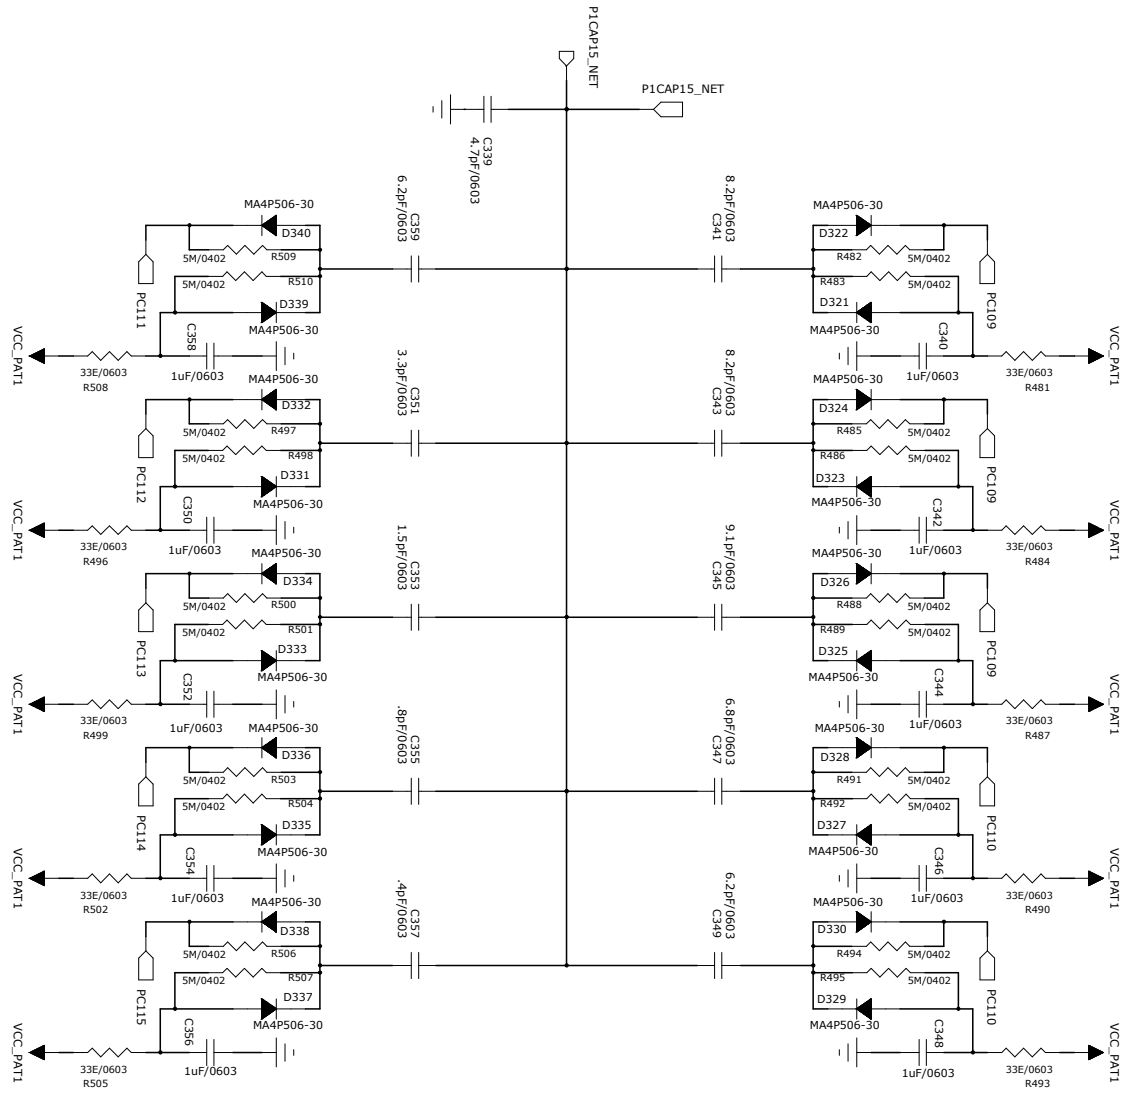 P1CAP15_NET
P1CAP15_NET
C339
4.7pF/0603
6.2pF/0603
C359
8.2pF/0603
C341
MA4P506-30
D340
R509
5M/0402
5M/0402
R510
D339
MA4P506-30
PC111
C358
1uF/0603
VCC_PAT1
33E/0603
R508
MA4P506-30
D322
R482
5M/0402
R483
5M/0402
D321
MA4P506-30
PC109
C340
1uF/0603
VCC_PAT1
33E/0603
R481
3.3pF/0603
C351
8.2pF/0603
C343
MA4P506-30
D332
R497
5M/0402
5M/0402
R498
D331
MA4P506-30
PC112
C350
1uF/0603
VCC_PAT1
33E/0603
R496
MA4P506-30
D324
R485
5M/0402
R486
5M/0402
D323
MA4P506-30
PC109
C342
1uF/0603
VCC_PAT1
33E/0603
R484
1.5pF/0603
C353
9.1pF/0603
C345
MA4P506-30
D334
R500
5M/0402
5M/0402
R501
D333
MA4P506-30
PC113
C352
1uF/0603
VCC_PAT1
33E/0603
R499
MA4P506-30
D326
R488
5M/0402
R489
5M/0402
D325
MA4P506-30
PC109
C344
1uF/0603
VCC_PAT1
33E/0603
R487
.8pF/0603
C355
6.8pF/0603
C347
MA4P506-30
D336
R503
5M/0402
5M/0402
R504
D335
MA4P506-30
PC114
C354
1uF/0603
VCC_PAT1
33E/0603
R502
MA4P506-30
D328
R491
5M/0402
R492
5M/0402
D327
MA4P506-30
PC110
C346
1uF/0603
VCC_PAT1
33E/0603
R490
.4pF/0603
C357
6.2pF/0603
C349
MA4P506-30
D338
R506
5M/0402
5M/0402
R507
D337
MA4P506-30
PC115
C356
1uF/0603
VCC_PAT1
33E/0603
R505
MA4P506-30
D330
R494
5M/0402
R495
5M/0402
D329
MA4P506-30
PC110
C348
1uF/0603
VCC_PAT1
33E/0603
R493